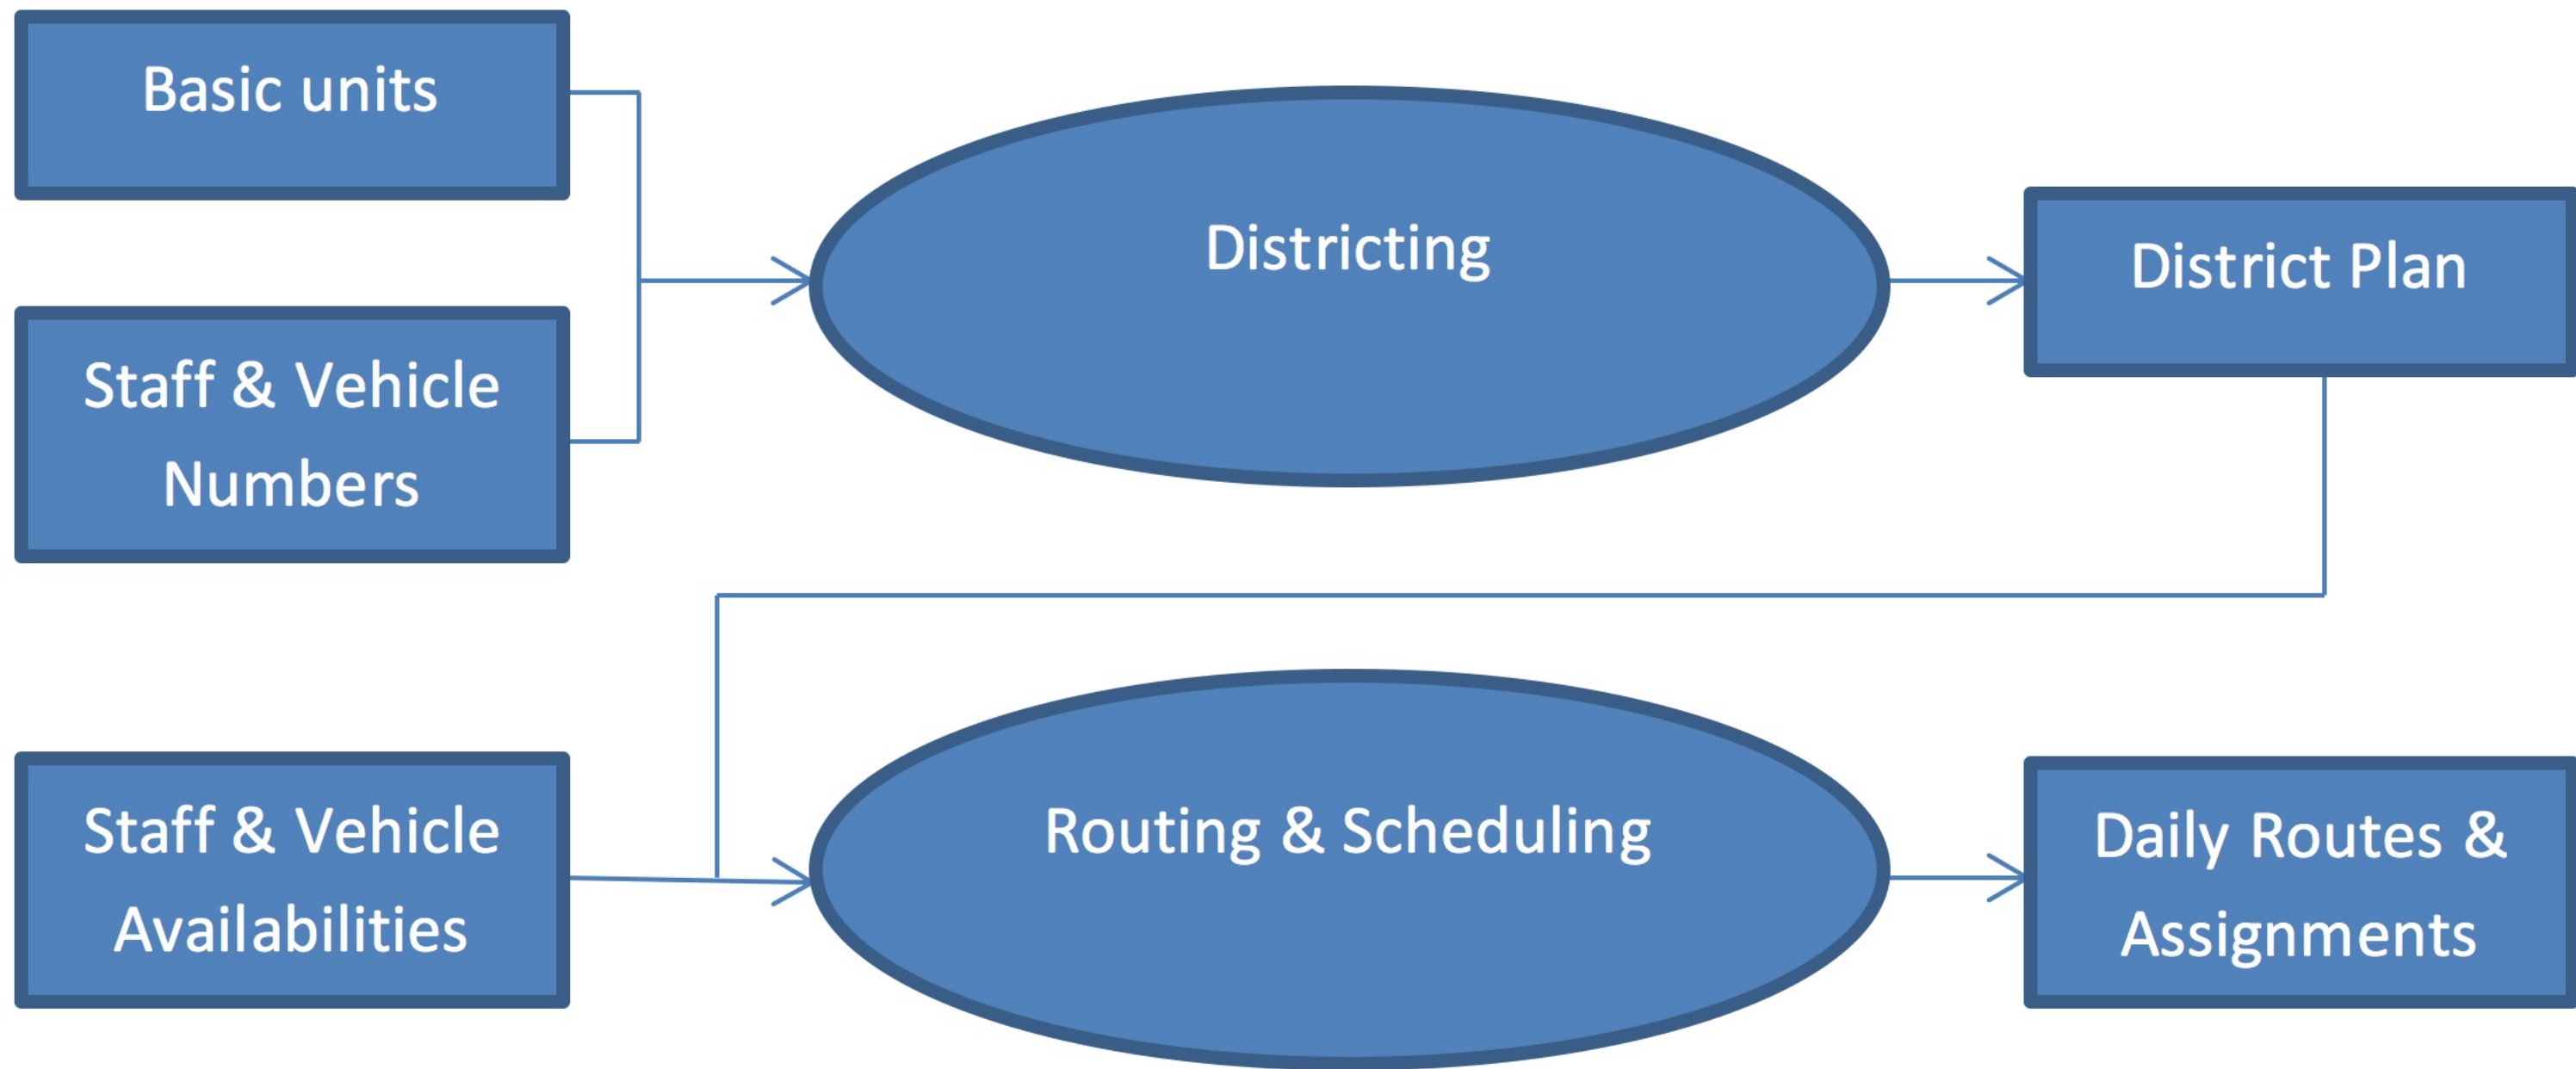 Basic units
Districting
District Plan
Staff & Vehicle
Numbers
Staff & Vehicle
Availabilities
Routing & Scheduling
Daily Routes &
Assignments